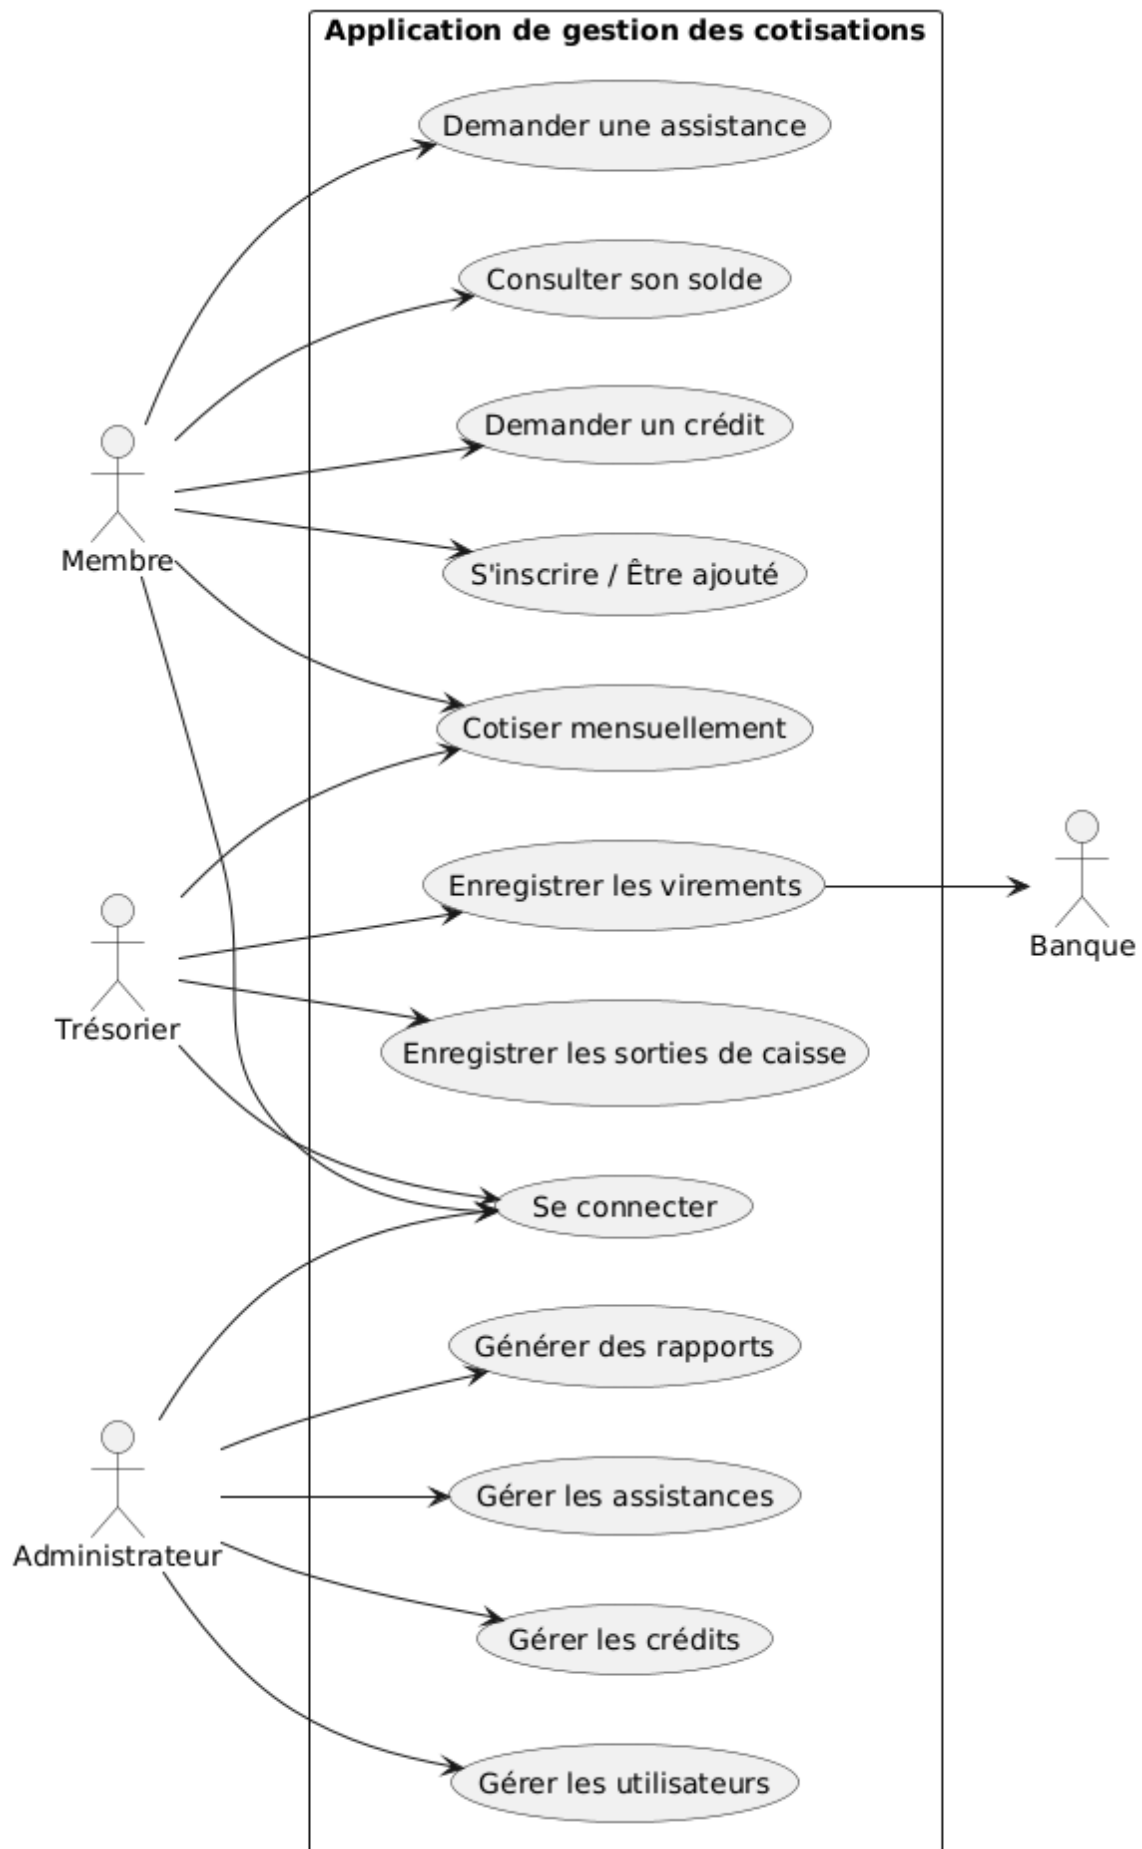 Application de gestion des cotisations
Demander une assistance
Consulter son solde
Demander un crédit
Membre
S'inscrire / Être ajouté
Cotiser mensuellement
Enregistrer les virements
Banque
Trésorier
Enregistrer les sorties de caisse
Se connecter
Générer des rapports
Gérer les assistances
Administrateur
Gérer les crédits
Gérer les utilisateurs